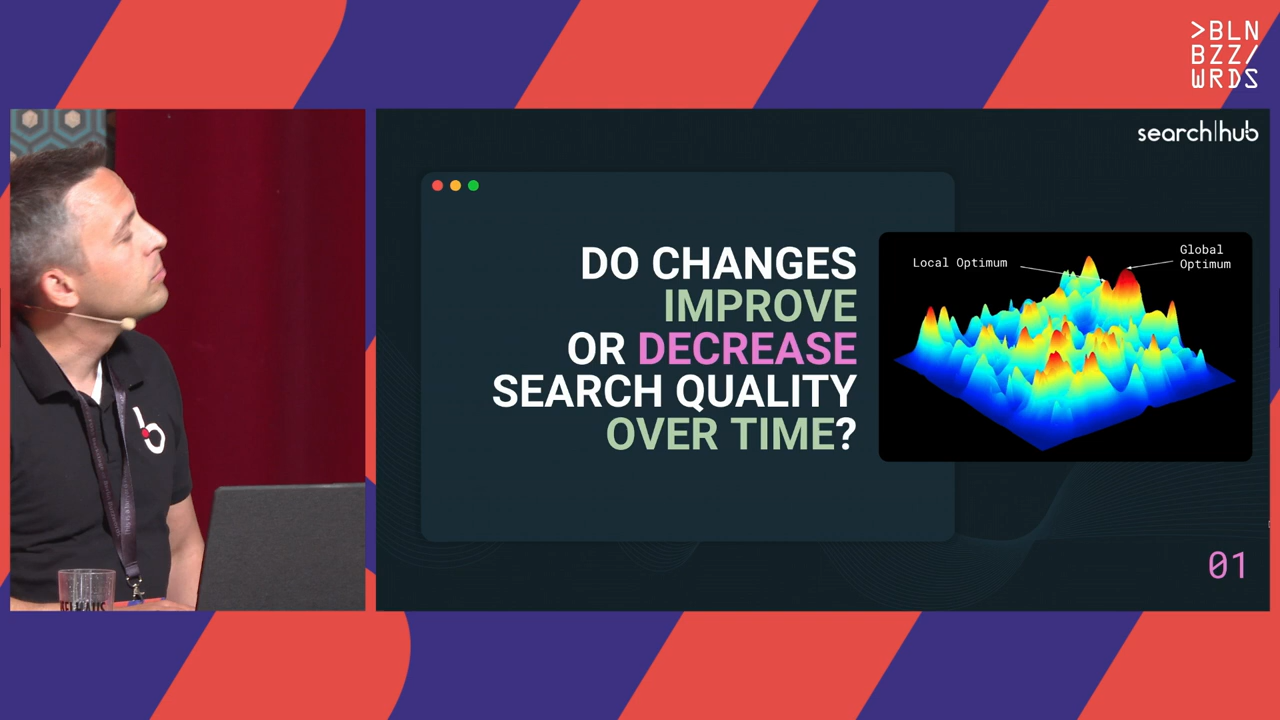 >BLN
BZZ/
WRDS
search|hub
DO CHANGES
IMPROVE
OR DECREASE
SEARCH QUALITY
OVER TIME?
Local Optimum
Global
Optimum
01